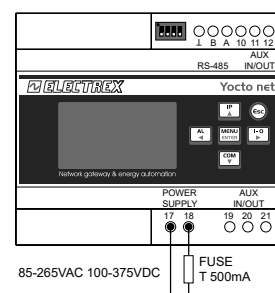 ⊥ B A 10 11 12
RS-485 AUX IN/OUT
ELECTREX Yocto net
IP
Esc
AL MENU ENTER I-O
COM
Network gateway & energy automation
POWER SUPPLY AUX IN/OUT
17 18 19 20 21
85-265VAC 100-375VDC
FUSE
T 500mA